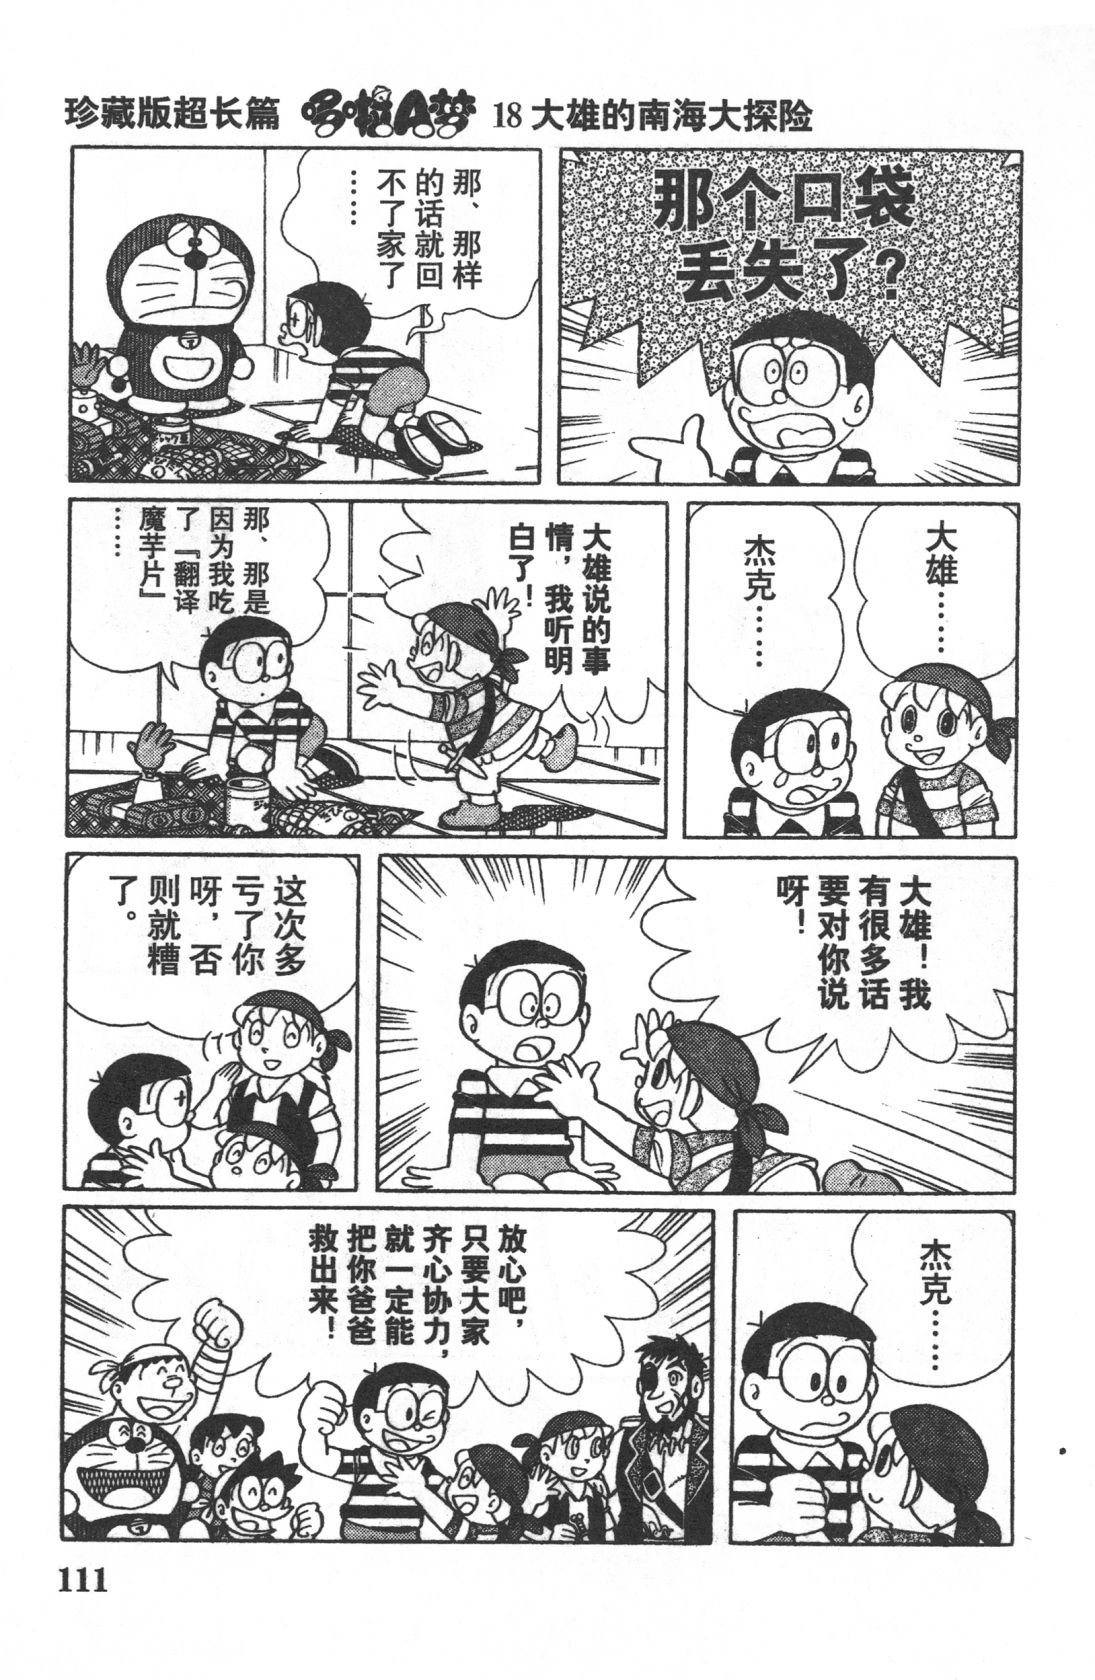 珍藏版超长篇 哆啦A梦 18 大雄的南海大探险
那个口袋
丢失了?
那、那样
的话就回
不了家了
……
大雄……
杰克……
大雄说的事
情,我听明
白了!
那、那是
因为我吃
了『翻译
魔芋片』
……
大雄!我
有很多话
要对你说
呀!
这次多
亏了你
呀,否
则就糟
了。
杰克……
放心吧,
只要大家
齐心协力,
就一定能
把你爸爸
救出来!
111